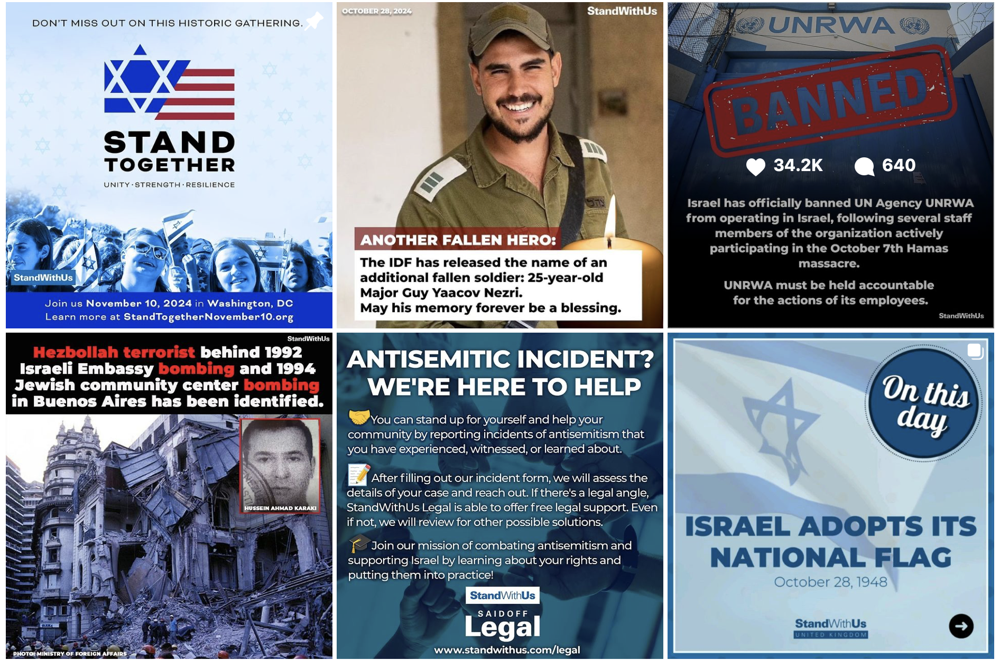 DON'T MISS OUT ON THIS HISTORIC GATHERING.
STAND
TOGETHER
UNITY·STRENGTH·RESILIENCE
StandWithUs
Join us November 10, 2024 in Washington, DC
Learn more at StandTogetherNovember10.org
OCTOBER 28, 2024
StandWithUs
צה"ל
ANOTHER FALLEN HERO:
The IDF has released the name of an
additional fallen soldier: 25-year-old
Major Guy Yaacov Nezri.
May his memory forever be a blessing.
UNRWA
BANNED
34.2K 640
Israel has officially banned UN Agency UNRWA
from operating in Israel, following several staff
members of the organization actively
participating in the October 7th Hamas
massacre.
UNRWA must be held accountable
for the actions of its employees.
StandWithUs
StandWithUs
Hezbollah terrorist behind 1992
Israeli Embassy bombing and 1994
Jewish community center bombing
in Buenos Aires has been identified.
HUSSEIN AHMAD KARAKI
PHOTO: MINISTRY OF FOREIGN AFFAIRS
ANTISEMITIC INCIDENT?
WE'RE HERE TO HELP
You can stand up for yourself and help your
community by reporting incidents of antisemitism that
you have experienced, witnessed, or learned about.
After filling out our incident form, we will assess the
details of your case and reach out. If there's a legal angle,
StandWithUs Legal is able to offer free legal support. Even
if not, we will review for other possible solutions.
Join our mission of combating antisemitism and
supporting Israel by learning about your rights and
putting them into practice!
StandWithUs
SAIDOFF
Legal
www.standwithus.com/legal
On this
day
ISRAEL ADOPTS ITS
NATIONAL FLAG
October 28, 1948
StandWithUs
UNITED KINGDOM